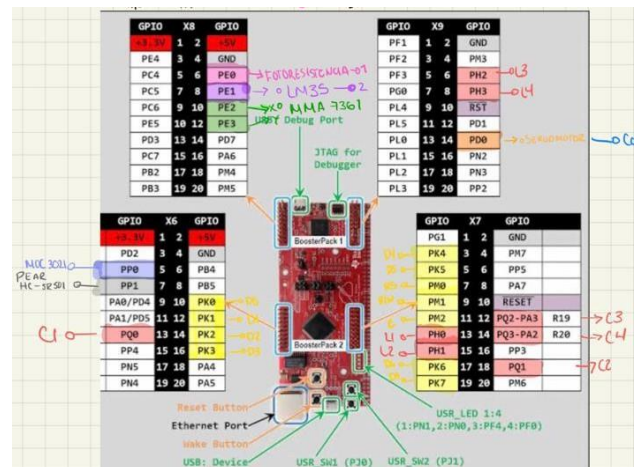 GPIO X8 GPIO
+3.3V 1 2 +5V
PE4 3 4 GND
PC4 5 6 PE0 FOTORESISTENCIA-01
PC5 7 8 PE1 LM35 02
PC6 9 10 PE2 MMA 7361
PE5 11 12 PE3
PD3 13 14 PD7
PC7 15 16 PA6
PB2 17 18 PM4
PB3 19 20 PM5
Debug Port
JTAG for
Debugger
GPIO X9 GPIO
PF1 1 2 GND
PF2 3 4 PM3
PF3 5 6 PH2 L3
PG0 7 8 PH3 L4
PL4 9 10 RST
PL5 11 12 PD1
PL0 13 14 PD0 SERVOMOTOR
PL1 15 16 PN2
PL2 17 18 PN3
PL3 19 20 PP2
BoosterPack 1
GPIO X6 GPIO
+3.3V 1 2 +5V
PD2 3 4 GND
MOC3021 PP0 5 6 PB4
HC-SR501 PP1 7 8 PB5
PA0/PD4 9 10 PK0 D0
PA1/PD5 11 12 PK1 D1
C1 PQ0 13 14 PK2 D2
PP4 15 16 PK3 D3
PN5 17 18 PA4
PN4 19 20 PA5
BoosterPack 2
GPIO X7 GPIO
PG1 1 2 GND
PK4 3 4 PM7
PK5 5 6 PP5
PM0 7 8 PA7
PM1 9 10 RESET
PM2 11 12 PQ2-PA3 R19 C3
L1 PH0 13 14 PQ3-PA2 R20 C4
L2 PH1 15 16 PP3
PK6 17 18 PQ1 C2
PK7 19 20 PM6
Reset Button
Ethernet Port
Wake Button
USB: Device
USR_LED 1:4
(1:PN1,2:PN0,3:PF4,4:PF0)
USR_SW1 (PJ0)
USR_SW2 (PJ1)